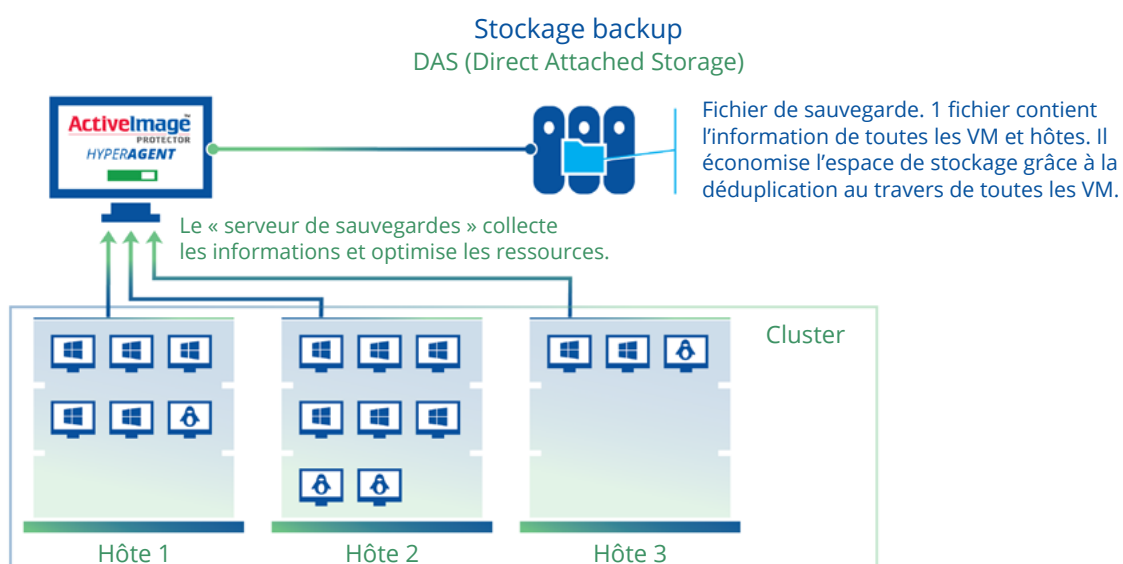 Stockage backup
DAS (Direct Attached Storage)
ActiveImage™
PROTECTOR
HYPERAGENT
Fichier de sauvegarde. 1 fichier contient
l’information de toutes les VM et hôtes. Il
économise l’espace de stockage grâce à la
déduplication au travers de toutes les VM.
Le « serveur de sauvegardes » collecte
les informations et optimise les ressources.
Cluster
Hôte 1
Hôte 2
Hôte 3